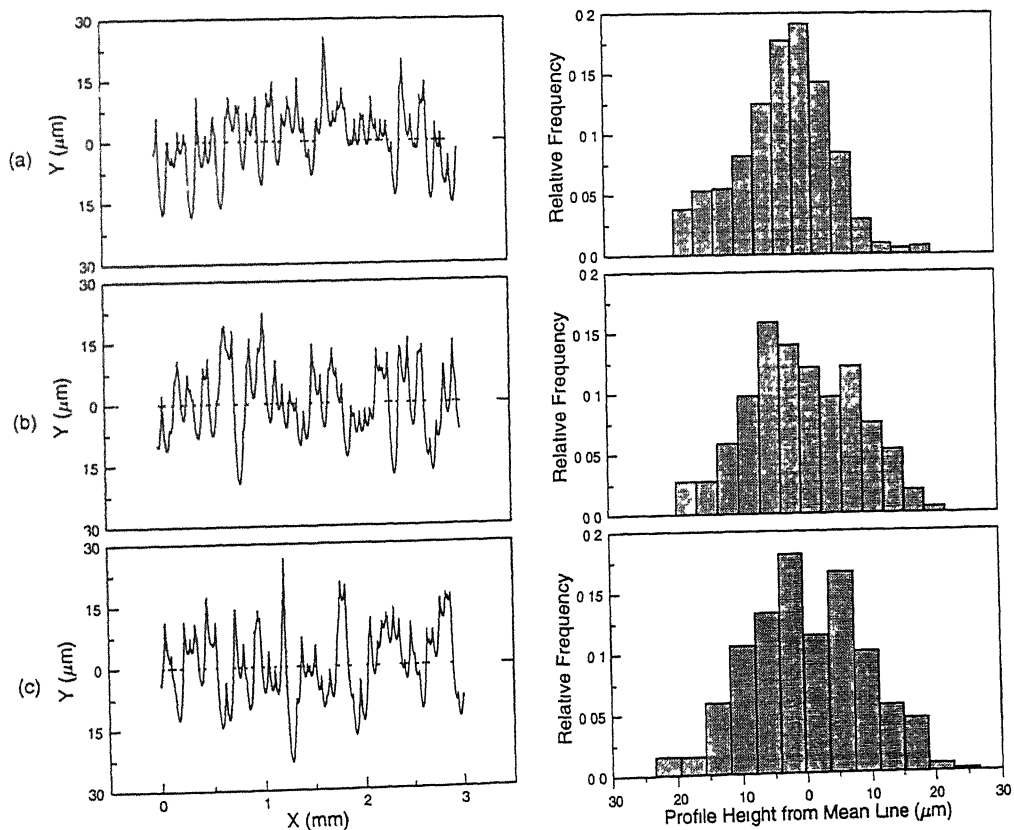 (a)
Y (μm)
30
15
0
15
30
Relative Frequency
0 2
0.15
0.1
0 05
0 0
(b)
Y (μm)
30
15
0
15
30
Relative Frequency
0 2
0.15
0.1
0 05
0 0
(c)
Y (μm)
30
15
0
15
30
0 1 2 3
X (mm)
Relative Frequency
0.2
0.15
0.1
0 05
0 0
30 20 10 0 10 20 30
Profile Height from Mean Line (μm)